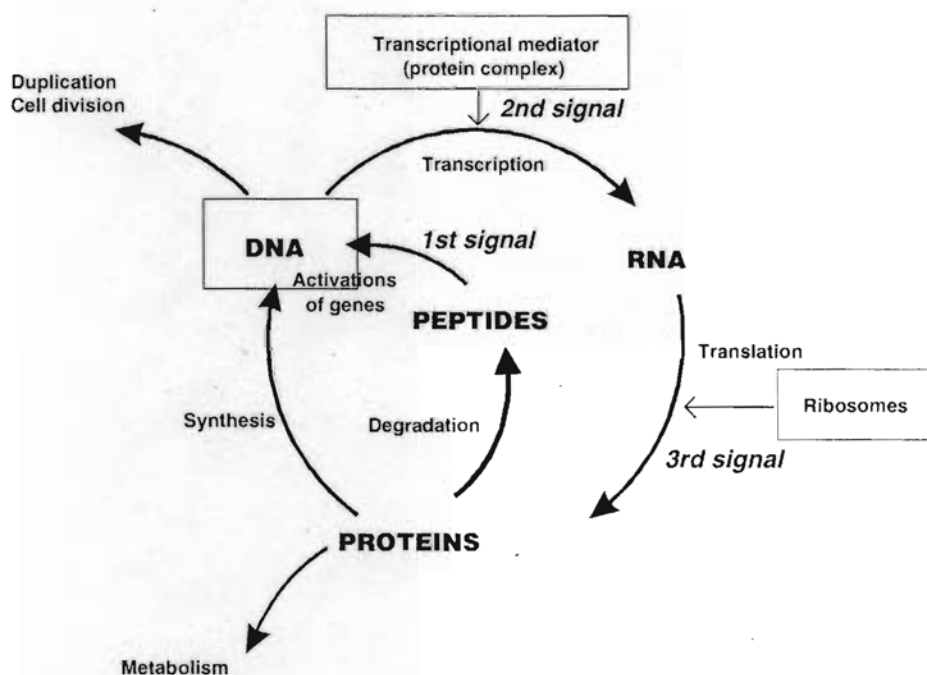 Transcriptional mediator
(protein complex)
2nd signal
Duplication
Cell division
Transcription
DNA
1st signal
RNA
Activations
of genes
PEPTIDES
Translation
Ribosomes
Synthesis
Degradation
3rd signal
PROTEINS
Metabolism